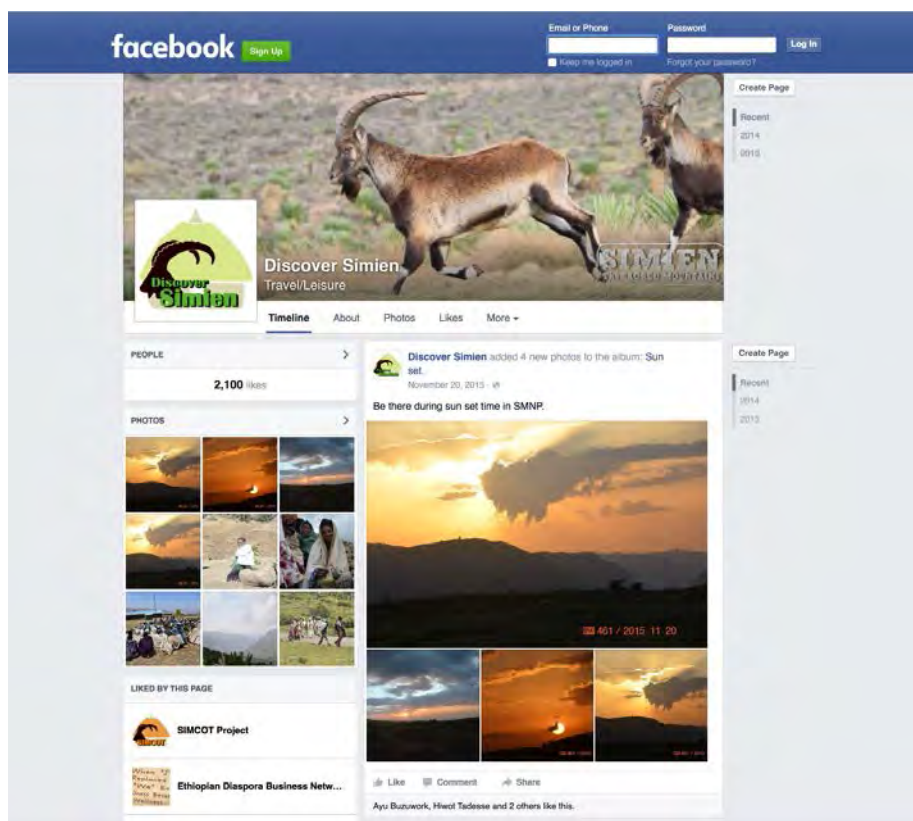 facebook
Sign Up
Email or Phone
Password
Log In
Keep me logged in
Forgot your password?
Create Page
Recent
2014
2013
Discover
Simien
Discover Simien
Travel/Leisure
SIMIEN
MOUNTAINS
Timeline
About
Photos
Likes
More
PEOPLE
2,100 likes
PHOTOS
LIKED BY THIS PAGE
SIMCOT
SIMCOT Project
Ethiopian Diaspora Business Netw...
Discover Simien added 4 new photos to the album: Sun
set.
November 20, 2015
Be there during sun set time in SMNP.
461 / 2015 11 20
Like
Comment
Share
Ayu Buzuwork, Hiwot Tadesse and 2 others like this.
Create Page
Recent
2014
2013